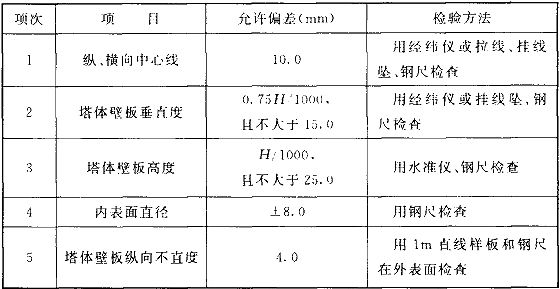 项次 项 目 允许偏差(mm) 检验方法
1 纵、横向中心线 10.0 用经纬仪或拉线、挂线
坠、钢尺检查
2 塔体壁板垂直度 0.75H/1000,
且不大于15.0 用经纬仪或挂线坠,钢
尺检查
3 塔体壁板高度 H/1000,
且不大于25.0 用水准仪、钢尺检查
4 内表面直径 ±8.0 用钢尺检查
5 塔体壁板纵向不直度 4.0 用1m直线样板和钢尺
在外表面检查